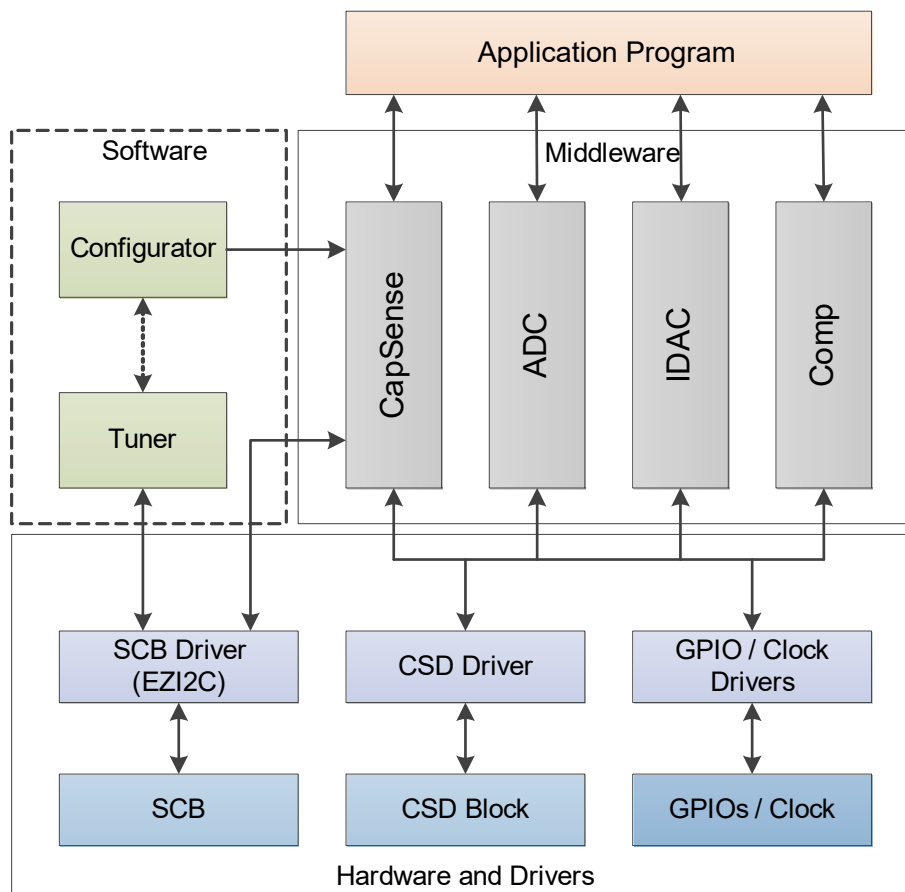 Application Program
Software
Middleware
Configurator
Tuner
CapSense
ADC
IDAC
Comp
SCB Driver
(EZI2C)
CSD Driver
GPIO / Clock
Drivers
SCB
CSD Block
GPIOs / Clock
Hardware and Drivers